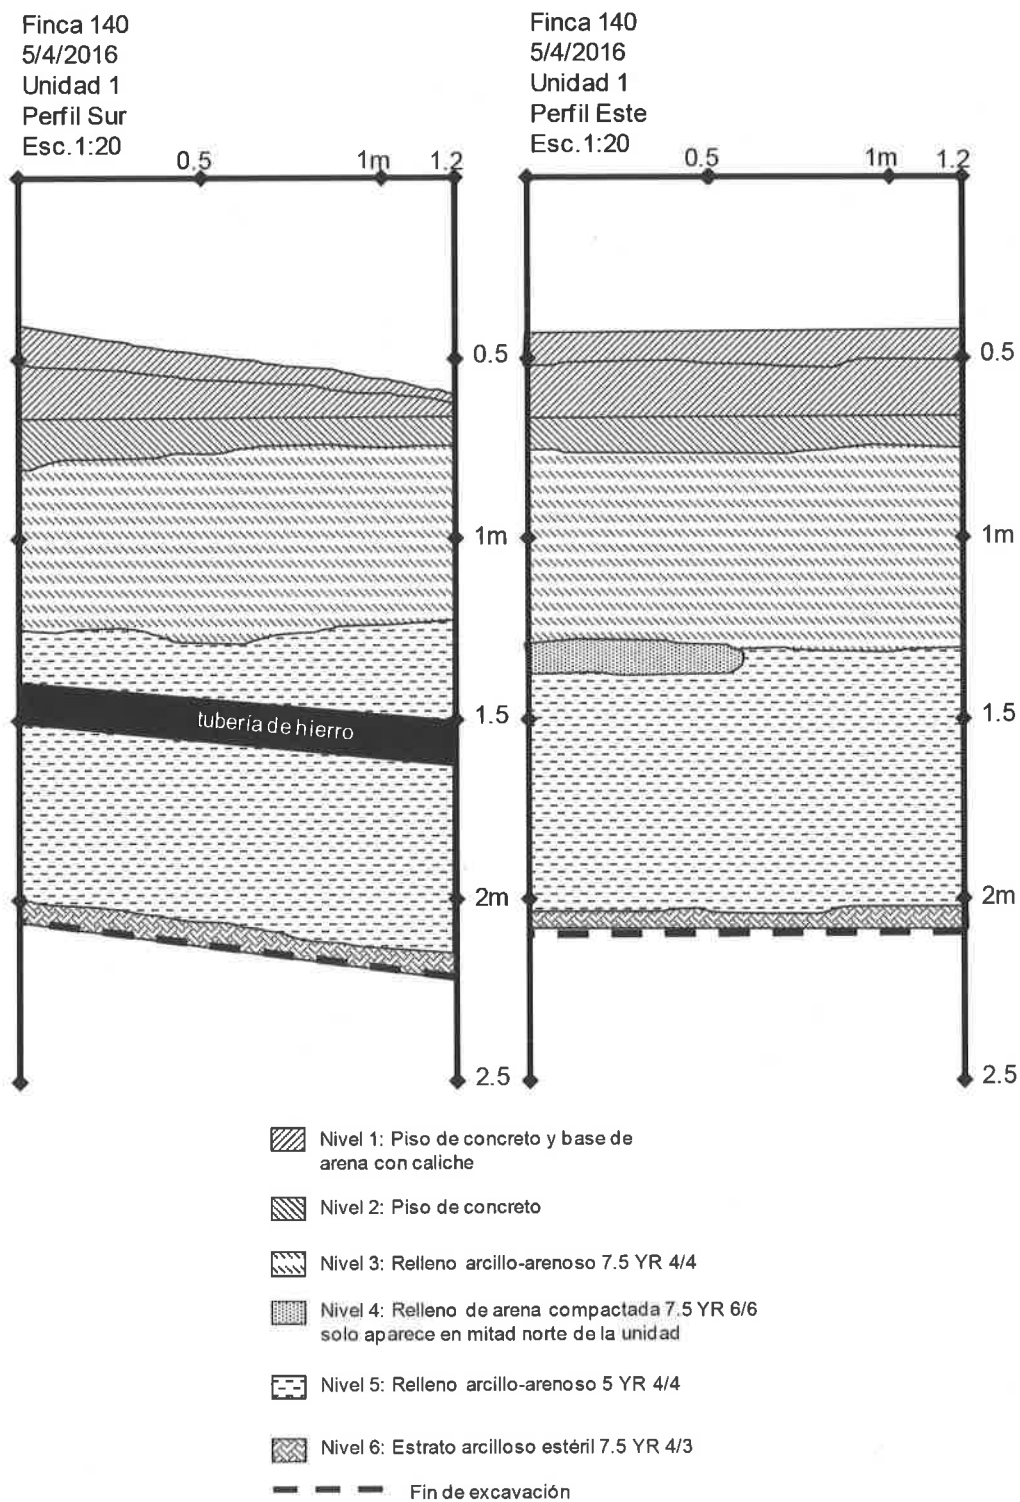 Finca 140
5/4/2016
Unidad 1
Perfil Sur
Esc.1:20
0.5 1m 1.2
0.5
1m
1.5
2m
2.5
tubería de hierro
Finca 140
5/4/2016
Unidad 1
Perfil Este
Esc.1:20
0.5 1m 1.2
0.5
1m
1.5
2m
2.5
Nivel 1: Piso de concreto y base de
arena con caliche
Nivel 2: Piso de concreto
Nivel 3: Relleno arcillo-arenoso 7.5 YR 4/4
Nivel 4: Relleno de arena compactada 7.5 YR 6/6
solo aparece en mitad norte de la unidad
Nivel 5: Relleno arcillo-arenoso 5 YR 4/4
Nivel 6: Estrato arcilloso estéril 7.5 YR 4/3
Fin de excavación